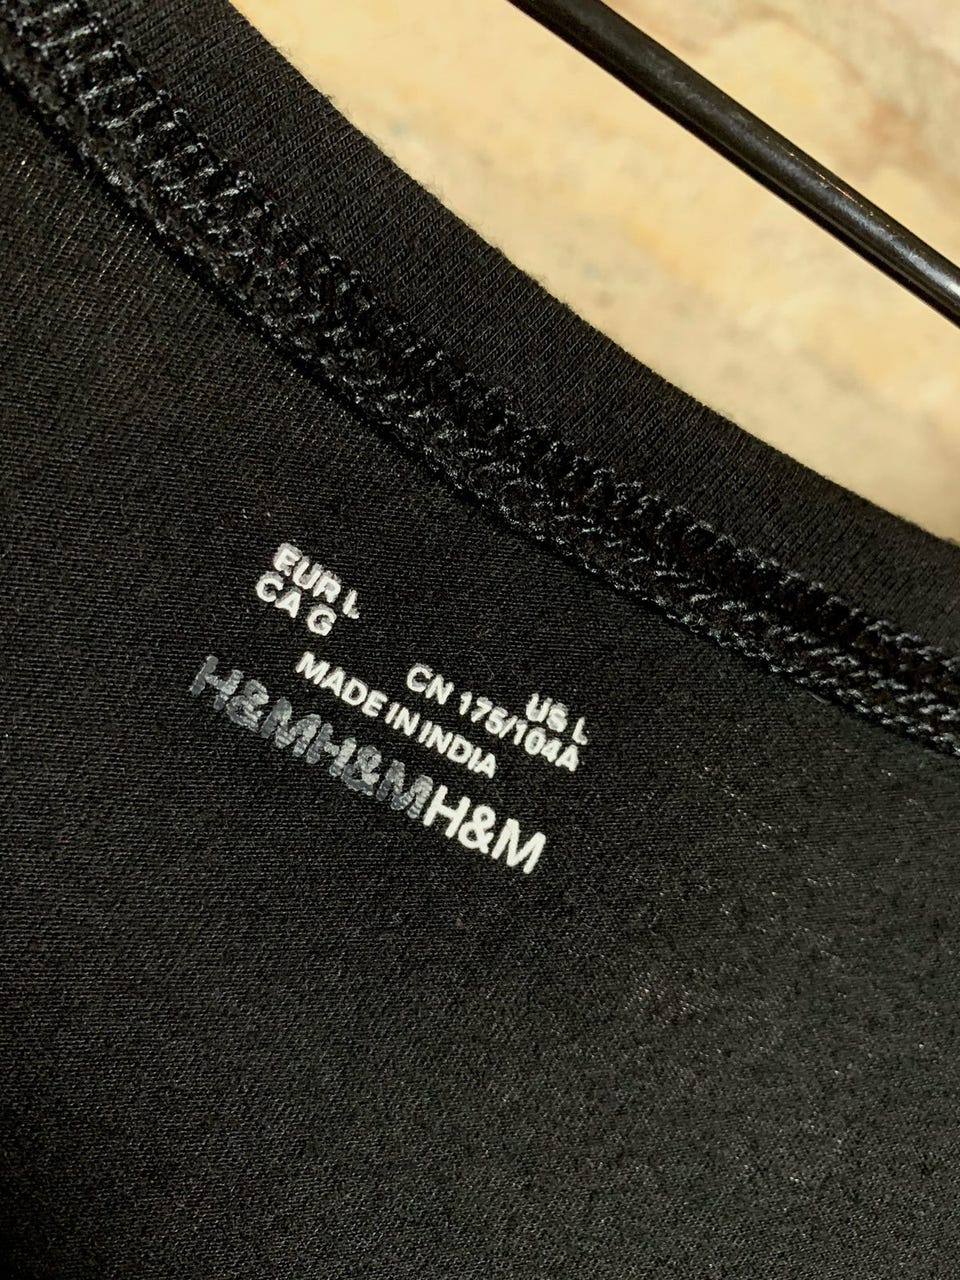 EUR L US L
CA G CN 175/104A
MADE IN INDIA
H&MH&MH&M